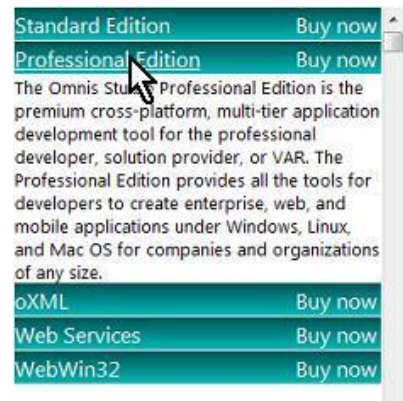 Standard Edition Buy now
Professional Edition Buy now
The Omnis Stu Professional Edition is the
premium cross-platform, multi-tier application
development tool for the professional
developer, solution provider, or VAR. The
Professional Edition provides all the tools for
developers to create enterprise, web, and
mobile applications under Windows, Linux,
and Mac OS for companies and organizations
of any size.
oXML Buy now
Web Services Buy now
WebWin32 Buy now